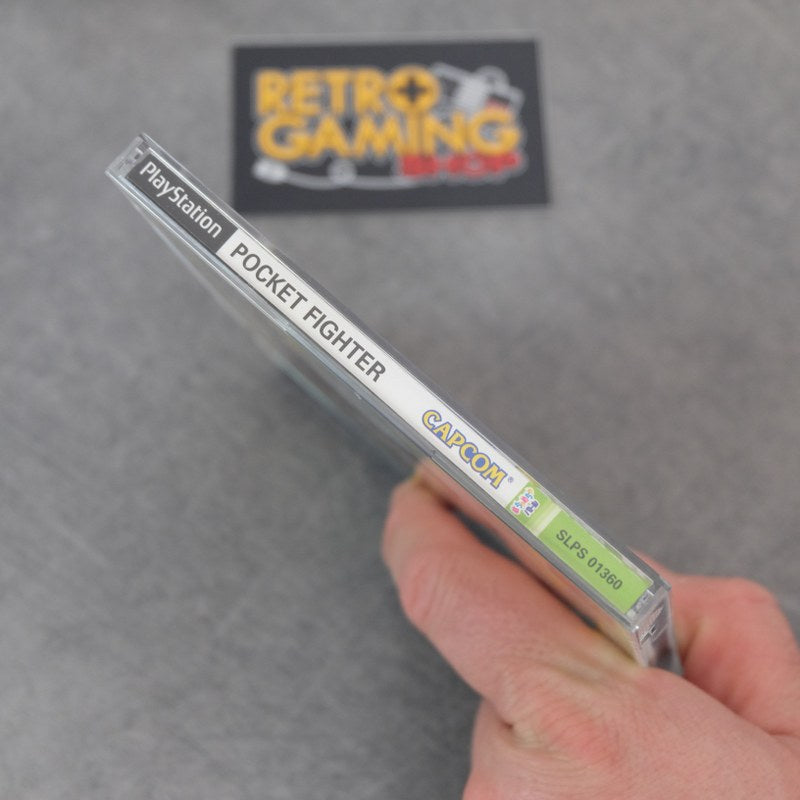 RETRO
GAMING
SHOP
PlayStation
POCKET FIGHTER
CAPCOM®
SLPS 01360